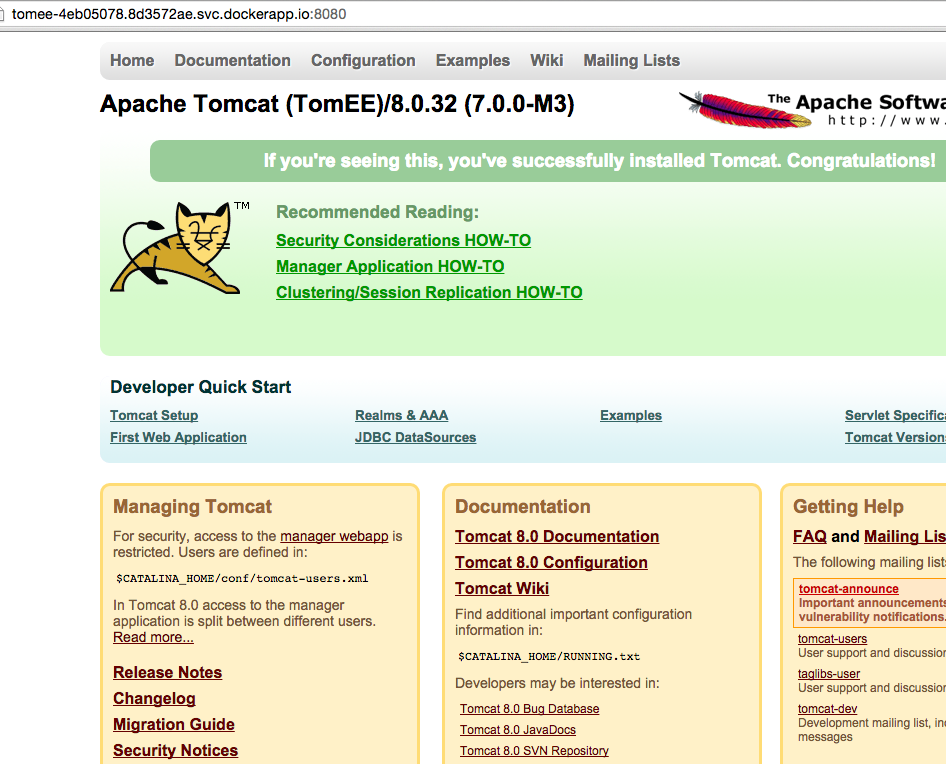 tomee-4eb05078.8d3572ae.svc.dockerapp.io:8080
Home Documentation Configuration Examples Wiki Mailing Lists
Apache Tomcat (TomEE)/8.0.32 (7.0.0-M3)
The Apache Softwa
http://www.
If you're seeing this, you've successfully installed Tomcat. Congratulations!
TM
Recommended Reading:
Security Considerations HOW-TO
Manager Application HOW-TO
Clustering/Session Replication HOW-TO
Developer Quick Start
Tomcat Setup
First Web Application
Realms & AAA
JDBC DataSources
Examples
Servlet Specifica
Tomcat Version
Managing Tomcat
For security, access to the manager webapp is
restricted. Users are defined in:
$CATALINA_HOME/conf/tomcat-users.xml
In Tomcat 8.0 access to the manager
application is split between different users.
Read more...
Release Notes
Changelog
Migration Guide
Security Notices
Documentation
Tomcat 8.0 Documentation
Tomcat 8.0 Configuration
Tomcat Wiki
Find additional important configuration
information in:
$CATALINA_HOME/RUNNING.txt
Developers may be interested in:
Tomcat 8.0 Bug Database
Tomcat 8.0 JavaDocs
Tomcat 8.0 SVN Repository
Getting Help
FAQ and Mailing Lis
The following mailing lists
tomcat-announce
Important announcements
vulnerability notifications.
tomcat-users
User support and discussion
taglibs-user
User support and discussion
tomcat-dev
Development mailing list, in
messages